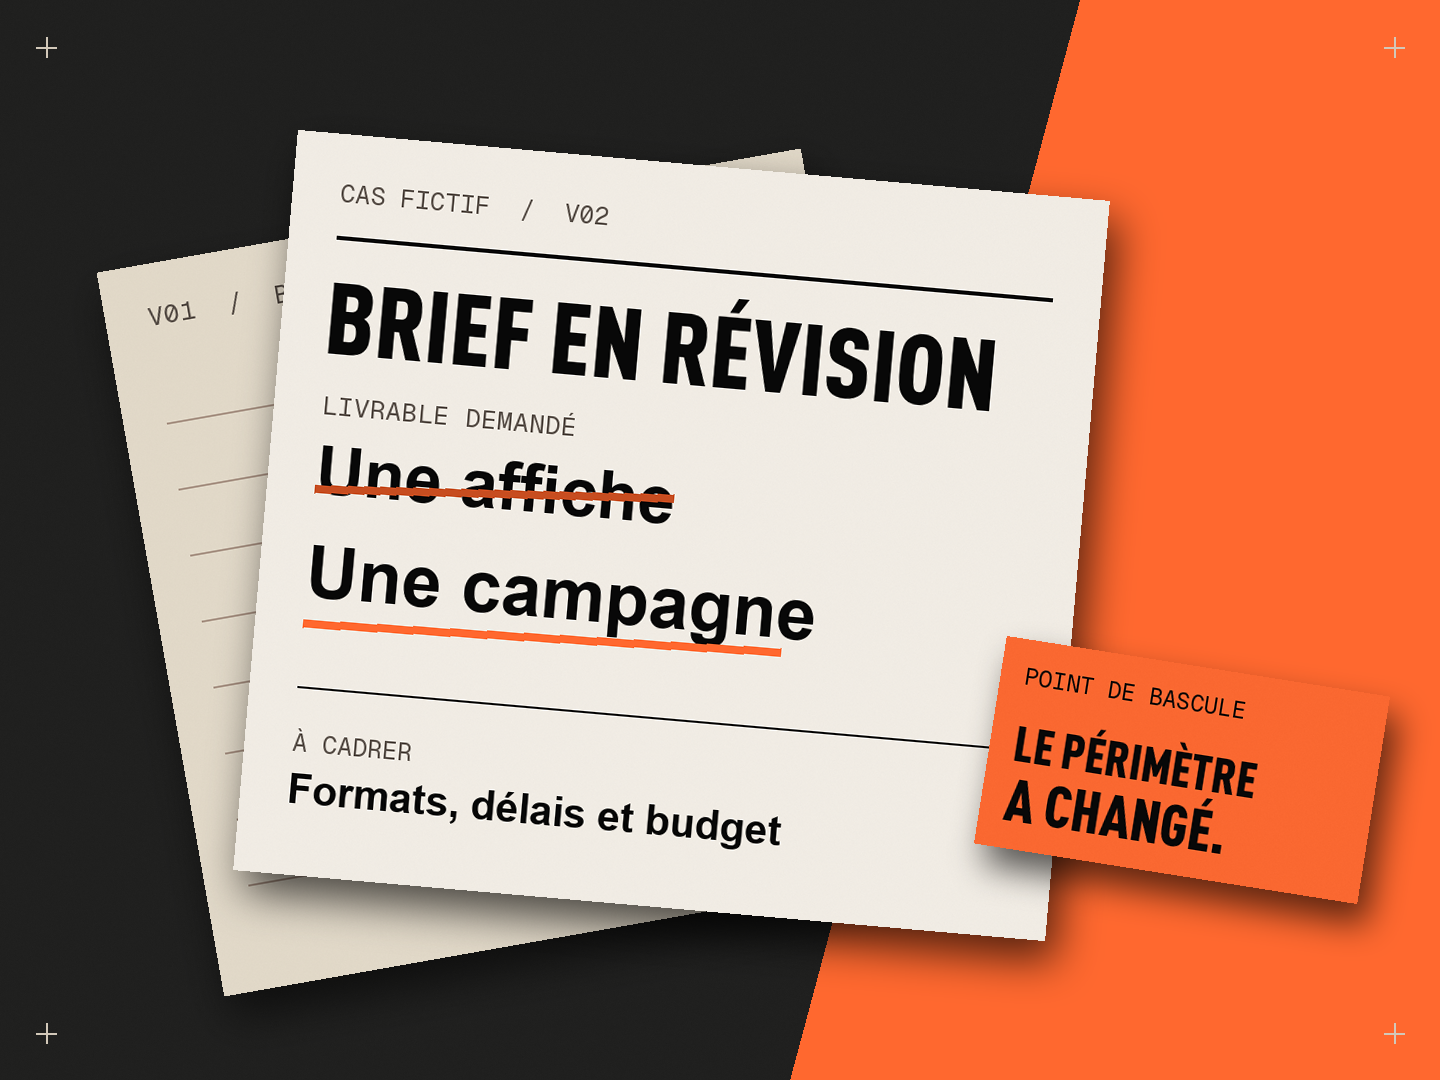 V01 /
CAS FICTIF / V02
BRIEF EN RÉVISION
LIVRABLE DEMANDÉ
Une affiche
Une campagne
À CADRER
Formats, délais et budget
POINT DE BASCULE
LE PÉRIMÈTRE
A CHANGÉ.